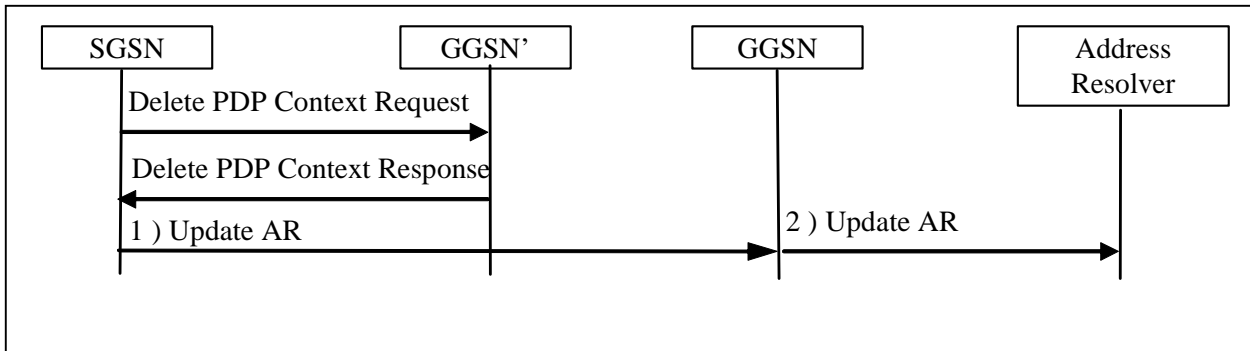 SGSN
GGSN’
GGSN
Address
Resolver
Delete PDP Context Request
Delete PDP Context Response
1 ) Update AR
2 ) Update AR